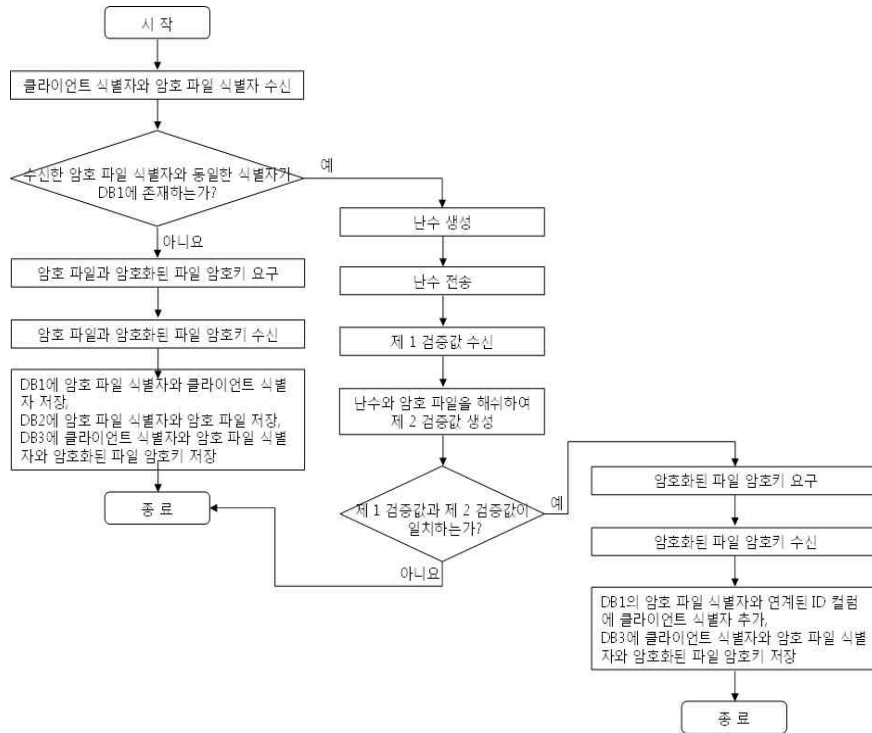 시 작
클라이언트 식별자와 암호 파일 식별자 수신
수신한 암호 파일 식별자와 동일한 식별자가
DB1에 존재하는가?
예
아니요
암호 파일과 암호화된 파일 암호키 요구
암호 파일과 암호화된 파일 암호키 수신
DB1에 암호 파일 식별자와 클라이언트 식별
자 저장,
DB2에 암호 파일 식별자와 암호 파일 저장,
DB3에 클라이언트 식별자와 암호 파일 식별
자와 암호화된 파일 암호키 저장
종 료
난수 생성
난수 전송
제 1 검증값 수신
난수와 암호 파일을 해쉬하여
제 2 검증값 생성
제 1 검증값과 제 2 검증값이
일치하는가?
예
아니요
암호화된 파일 암호키 요구
암호화된 파일 암호키 수신
DB1의 암호 파일 식별자와 연계된 ID 컬럼
에 클라이언트 식별자 추가,
DB3에 클라이언트 식별자와 암호 파일 식별
자와 암호화된 파일 암호키 저장
종 료